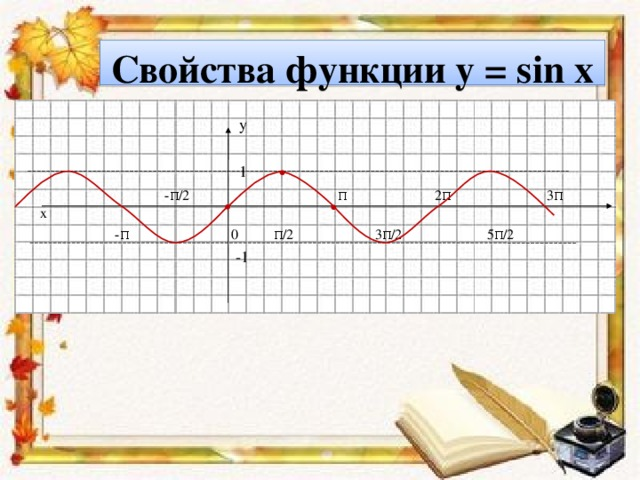 Свойства функции y = sin x
y
1
-π/2 π 2π 3π
x
-π 0 π/2 3π/2 5π/2
-1